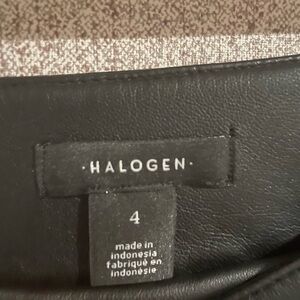 ·HALOGEN·
4
made in
indonesia
fabriqué en
indonésie